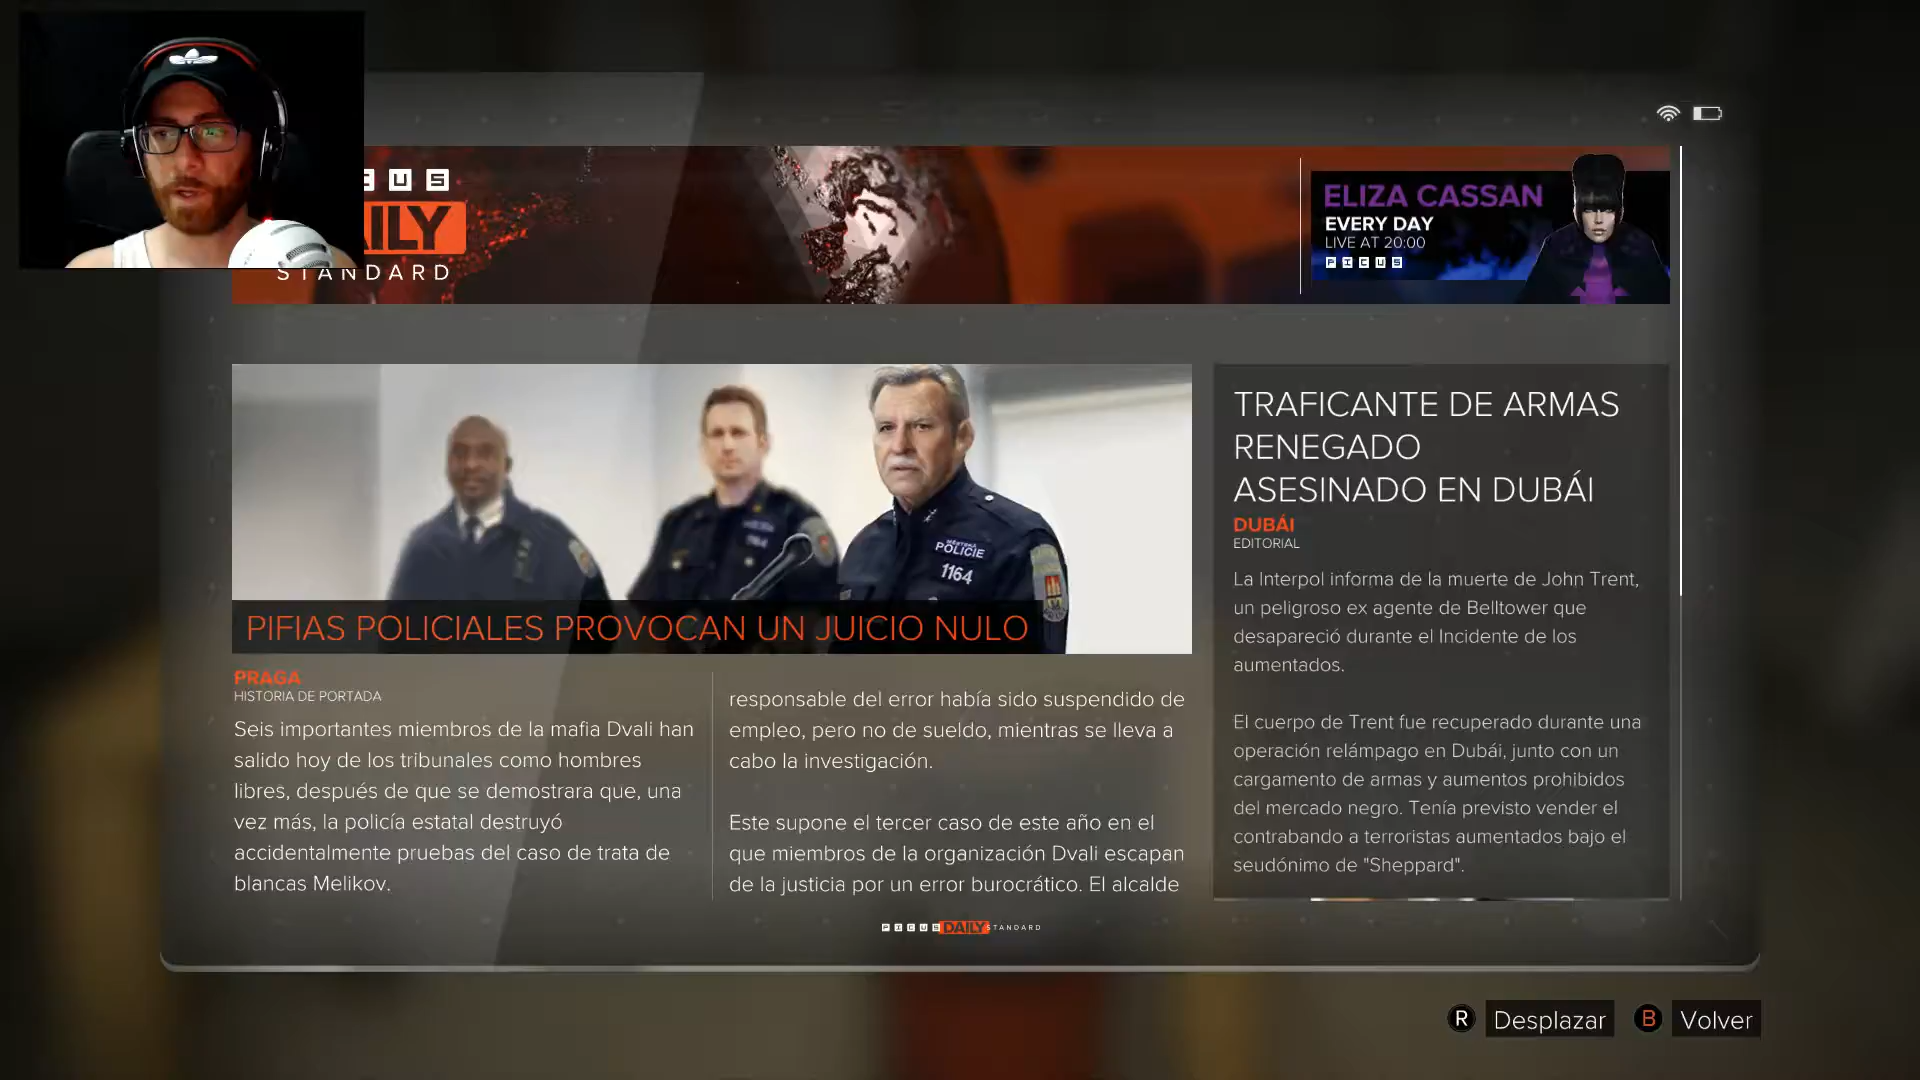 CUS
AILY
STANDARD
ELIZA CASSAN
EVERY DAY
LIVE AT 20:00
PICUS
MĚSTSKÁ
POLICIE
1164
PIFIAS POLICIALES PROVOCAN UN JUICIO NULO
PRAGA
HISTORIA DE PORTADA
Seis importantes miembros de la mafia Dvali han
salido hoy de los tribunales como hombres
libres, después de que se demostrara que, una
vez más, la policía estatal destruyó
accidentalmente pruebas del caso de trata de
blancas Melikov.
responsable del error había sido suspendido de
empleo, pero no de sueldo, mientras se lleva a
cabo la investigación.
Este supone el tercer caso de este año en el
que miembros de la organización Dvali escapan
de la justicia por un error burocrático. El alcalde
TRAFICANTE DE ARMAS
RENEGADO
ASESINADO EN DUBÁI
DUBÁI
EDITORIAL
La Interpol informa de la muerte de John Trent,
un peligroso ex agente de Belltower que
desapareció durante el Incidente de los
aumentados.
El cuerpo de Trent fue recuperado durante una
operación relámpago en Dubái, junto con un
cargamento de armas y aumentos prohibidos
del mercado negro. Tenía previsto vender el
contrabando a terroristas aumentados bajo el
seudónimo de "Sheppard".
PICUS DAILY STANDARD
R Desplazar B Volver